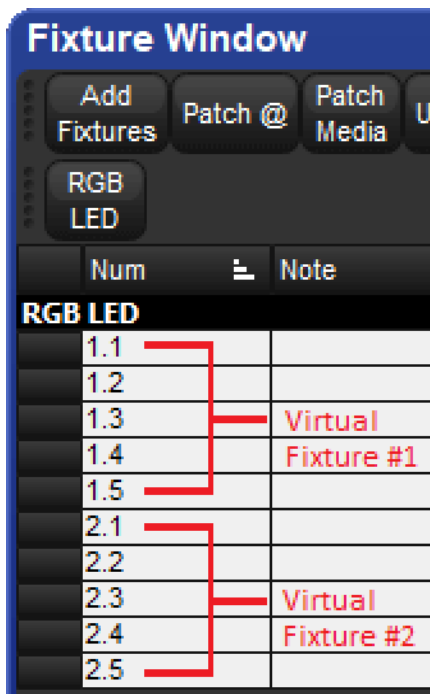 Fixture Window
Add Fixtures
Patch @
Patch Media
U
RGB LED
Num
Note
RGB LED
1.1
1.2
1.3
Virtual
1.4
Fixture #1
1.5
2.1
2.2
2.3
Virtual
2.4
Fixture #2
2.5